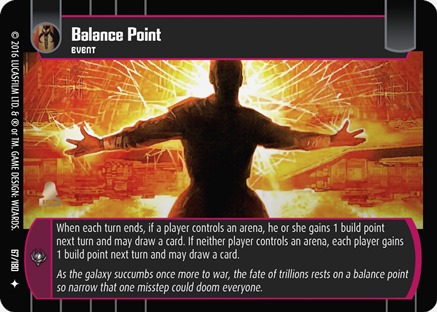 Balance Point
EVENT
© 2016 LUCASFILM LTD. & ® or TM. GAME DESIGN: WIZARDS.
67/180
When each turn ends, if a player controls an arena, he or she gains 1 build point
next turn and may draw a card. If neither player controls an arena, each player gains
1 build point next turn and may draw a card.
As the galaxy succumbs once more to war, the fate of trillions rests on a balance point
so narrow that one misstep could doom everyone.